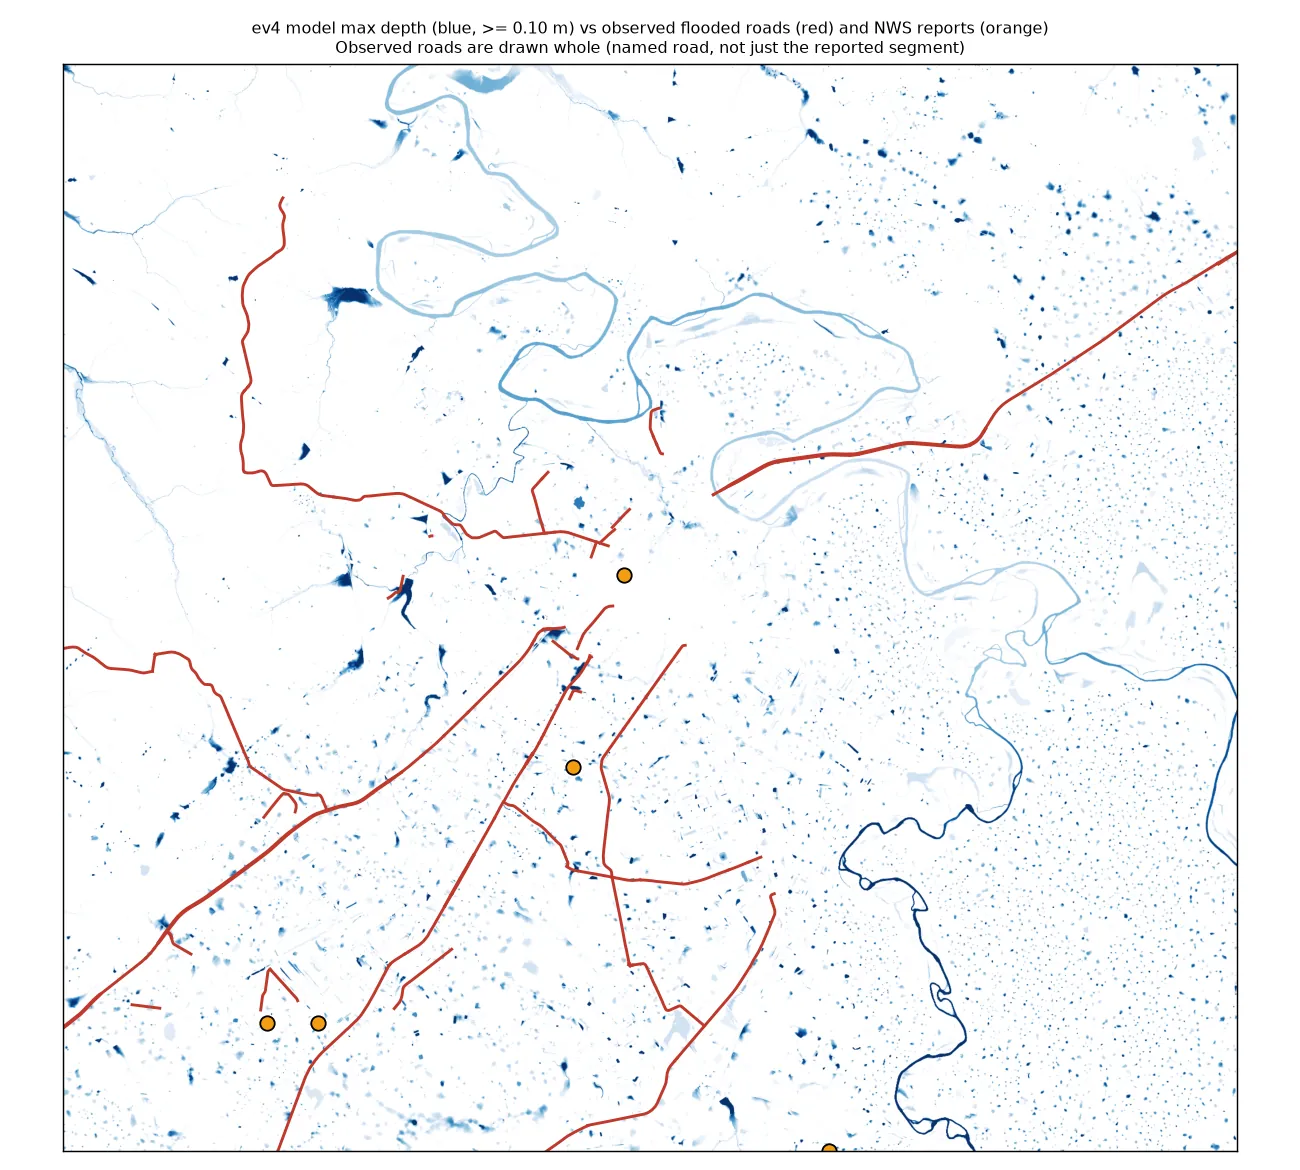 ev4 model max depth (blue, >= 0.10 m) vs observed flooded roads (red) and NWS reports (orange)
Observed roads are drawn whole (named road, not just the reported segment)